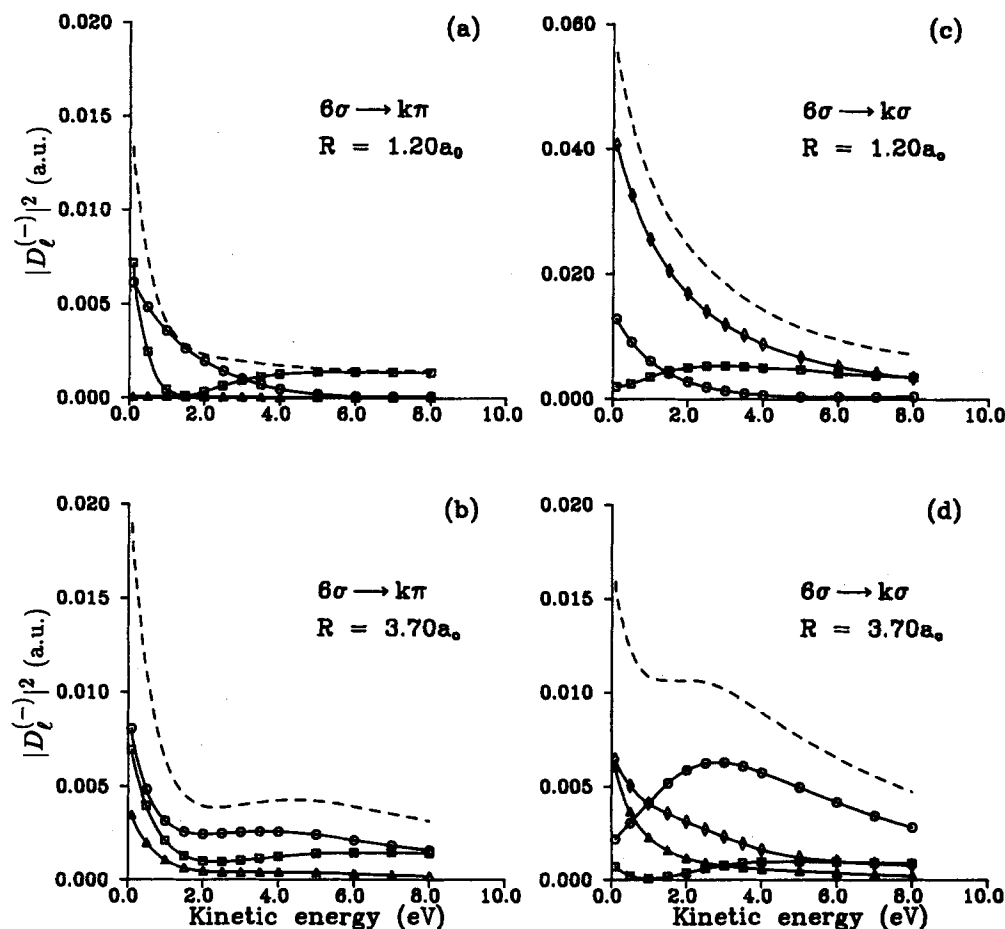 (a)
6σ → kπ
R = 1.20a₀
|D_ℓ^(−)|² (a.u.)
0.020
0.015
0.010
0.005
0.000
0.0 2.0 4.0 6.0 8.0 10.0
(c)
6σ → kσ
R = 1.20a₀
0.060
0.040
0.020
0.000
0.0 2.0 4.0 6.0 8.0 10.0
(b)
6σ → kπ
R = 3.70a₀
|D_ℓ^(−)|² (a.u.)
0.020
0.015
0.010
0.005
0.000
0.0 2.0 4.0 6.0 8.0 10.0
Kinetic energy (eV)
(d)
6σ → kσ
R = 3.70a₀
0.020
0.015
0.010
0.005
0.000
0.0 2.0 4.0 6.0 8.0 10.0
Kinetic energy (eV)